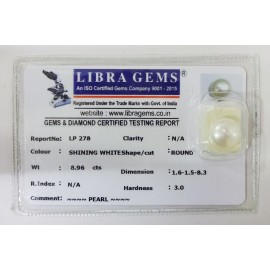 LIBRA GEMS
An ISO Certified Gems Company 9001 - 2015
Registered Under the Trade Mark with Govt. of India
website : www.libragems.co.in
GEMS & DIAMOND CERTIFIED TESTING REPORT
ReportNo: LP 278 Clarity : N/A
Colour : SHINING WHITE Shape/cut : ROUND
Wt : 8.96 cts Dimension : 1.6-1.5-8.3
R.Index : N/A Hardness : 3.0
Comment: ~~~~ PEARL ~~~~